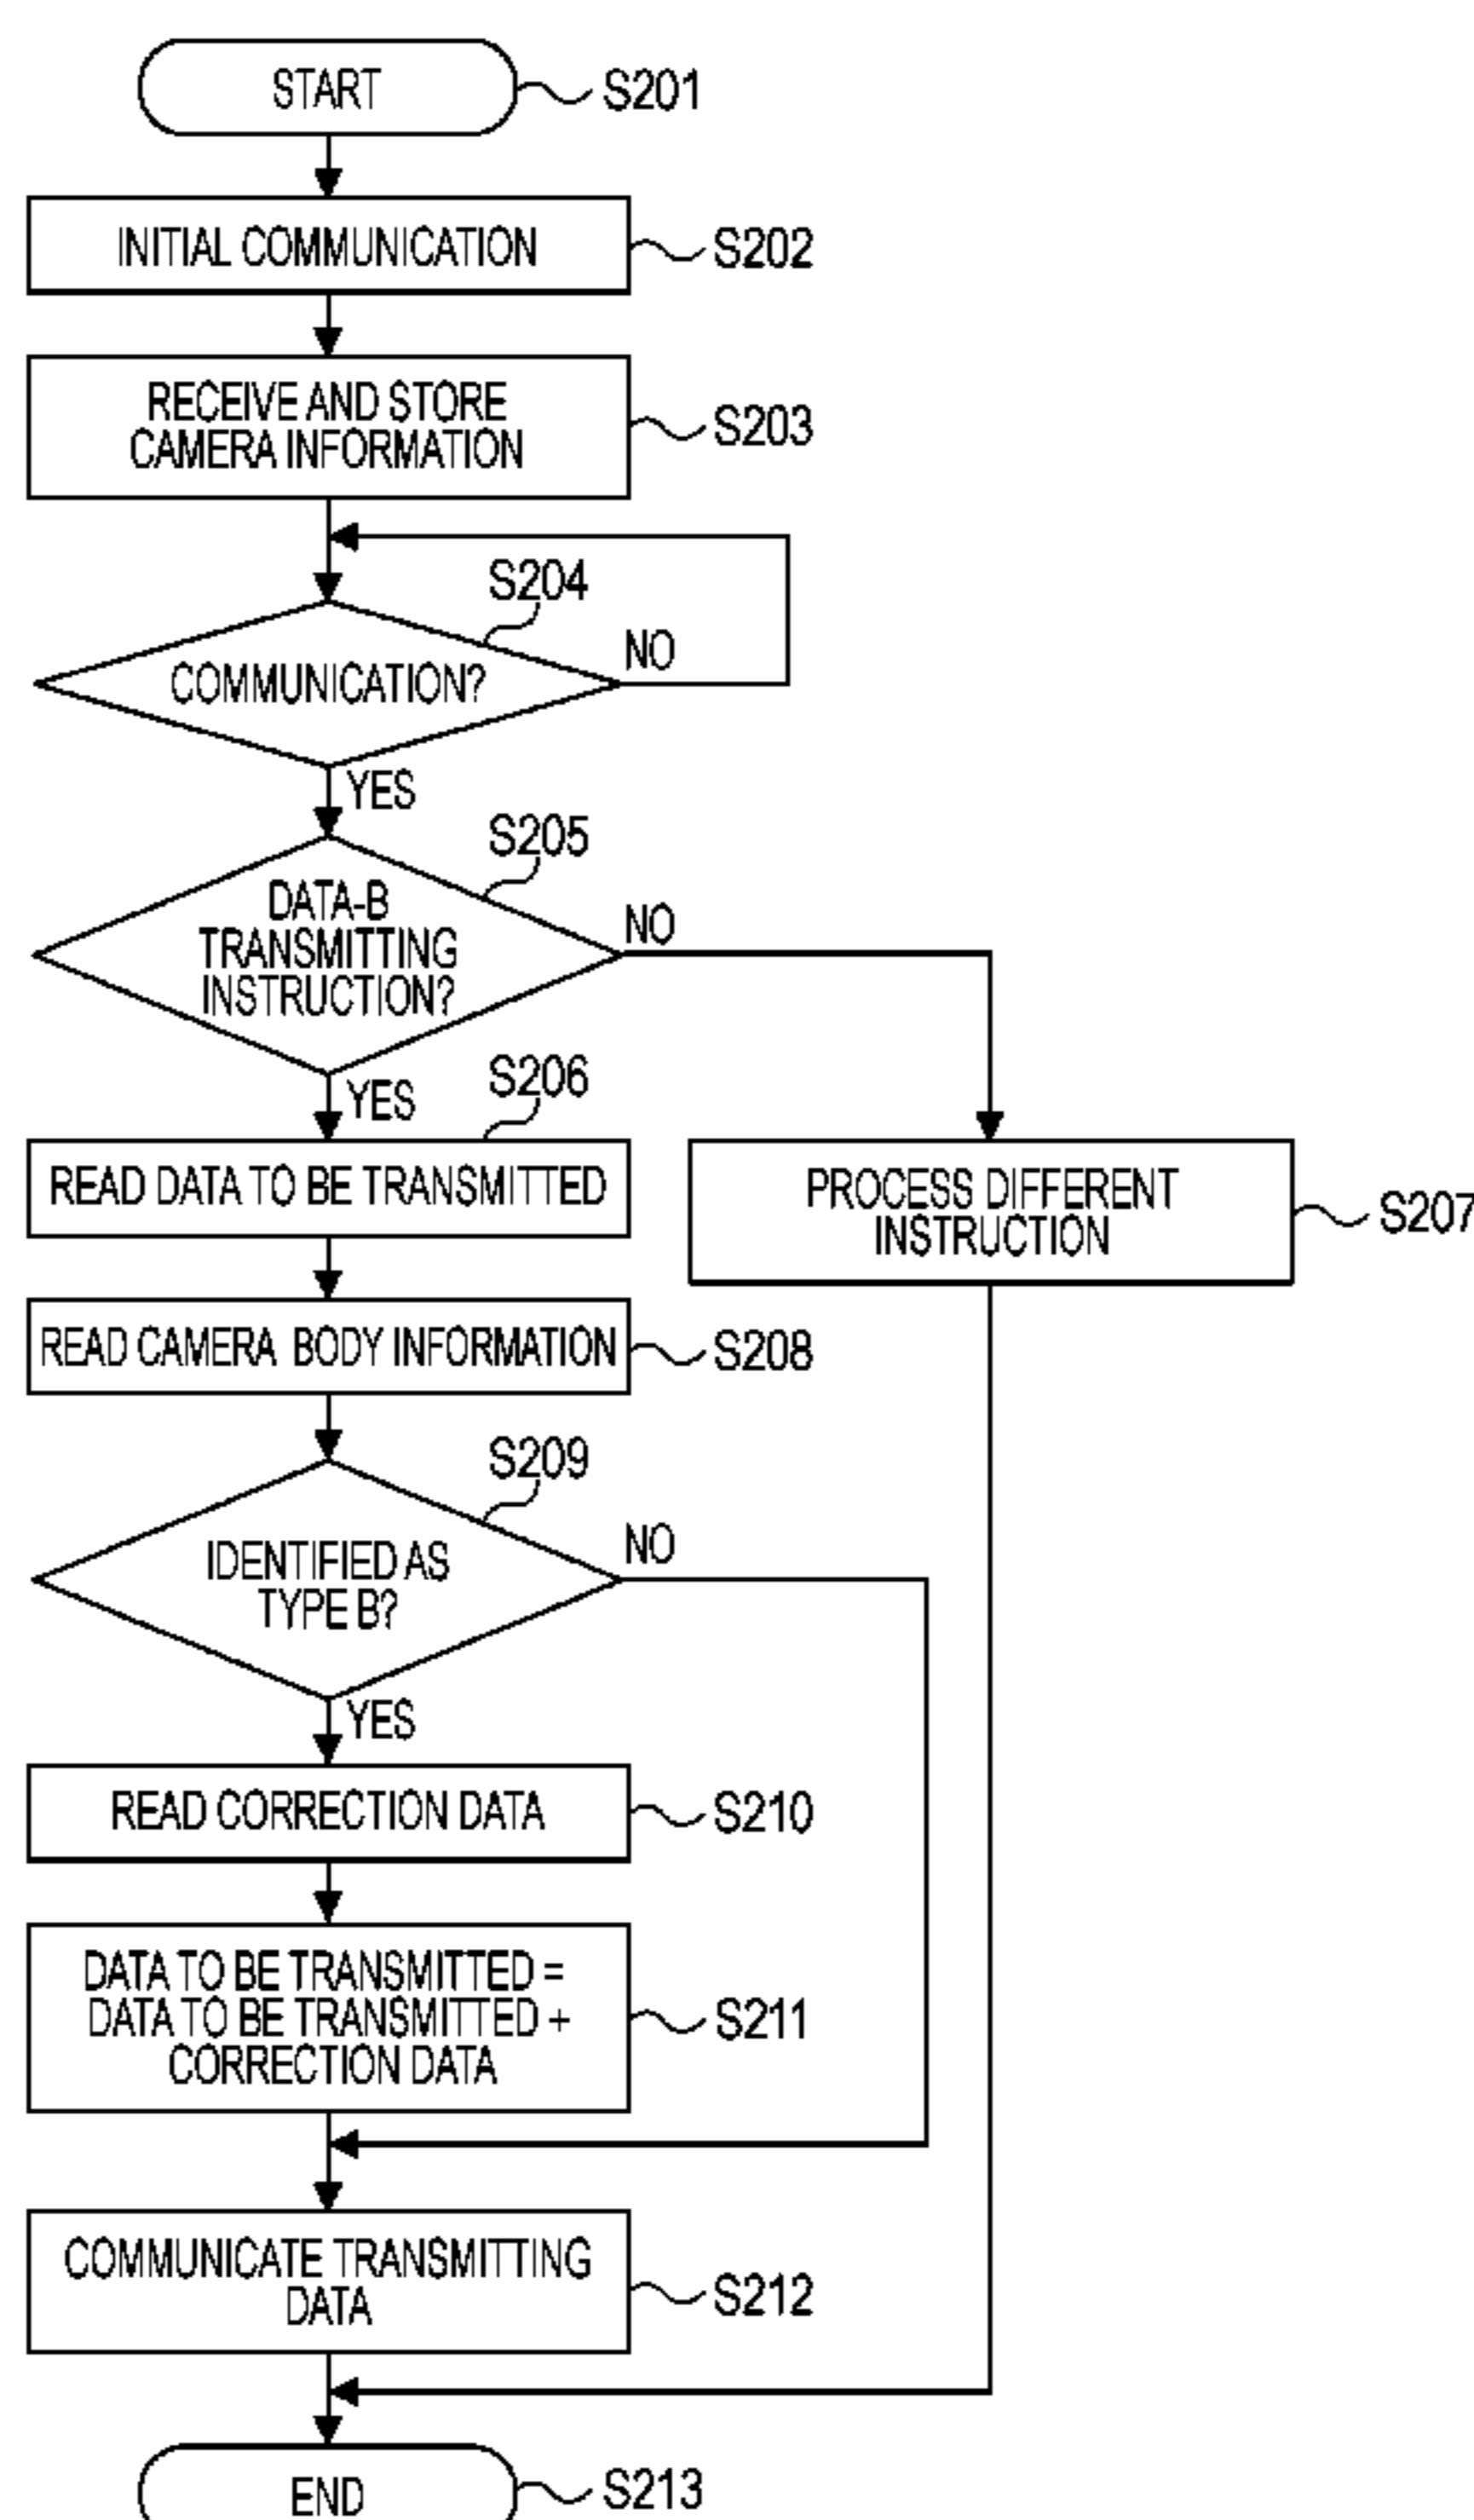 START
S201
INITIAL COMMUNICATION
S202
RECEIVE AND STORE
CAMERA INFORMATION
S203
S204
COMMUNICATION?
NO
YES
S205
DATA-B
TRANSMITTING
INSTRUCTION?
NO
YES
S206
READ DATA TO BE TRANSMITTED
PROCESS DIFFERENT
INSTRUCTION
S207
READ CAMERA BODY INFORMATION
S208
S209
IDENTIFIED AS
TYPE B?
NO
YES
READ CORRECTION DATA
S210
DATA TO BE TRANSMITTED =
DATA TO BE TRANSMITTED +
CORRECTION DATA
S211
COMMUNICATE TRANSMITTING
DATA
S212
END
S213